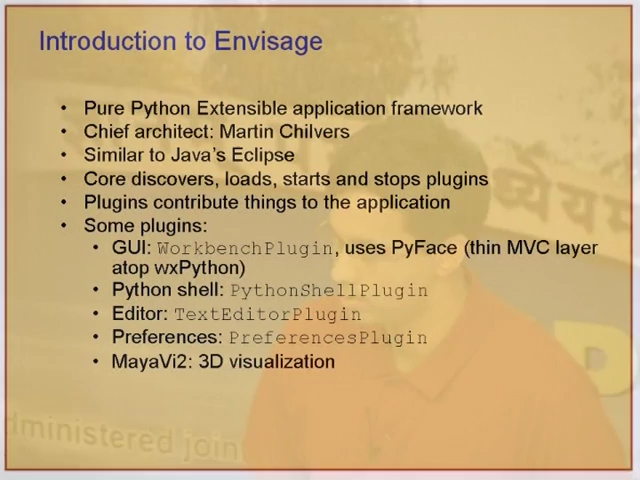 Introduction to Envisage
• Pure Python Extensible application framework
• Chief architect: Martin Chilvers
• Similar to Java's Eclipse
• Core discovers, loads, starts and stops plugins
• Plugins contribute things to the application
• Some plugins:
• GUI: WorkbenchPlugin, uses PyFace (thin MVC layer
atop wxPython)
• Python shell: PythonShellPlugin
• Editor: TextEditorPlugin
• Preferences: PreferencesPlugin
• MayaVi2: 3D visualization
ध्येयम
D
dministered join